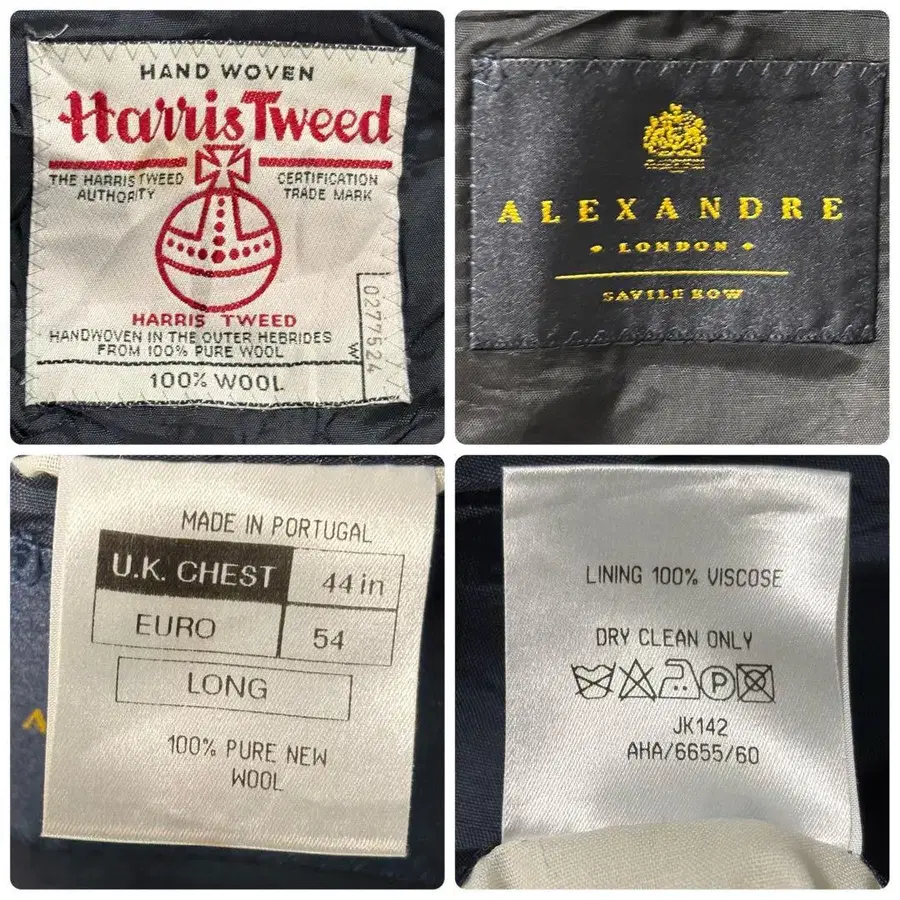 HAND WOVEN
Harris Tweed
THE HARRIS TWEED AUTHORITY
CERTIFICATION TRADE MARK
HARRIS TWEED
HANDWOVEN IN THE OUTER HEBRIDES
FROM 100% PURE WOOL
W
0277524
100% WOOL
ALEXANDRE
LONDON
SAVILE ROW
MADE IN PORTUGAL
U.K. CHEST 44 in
EURO 54
LONG
100% PURE NEW
WOOL
LINING 100% VISCOSE
DRY CLEAN ONLY
P
JK142
AHA/6655/60